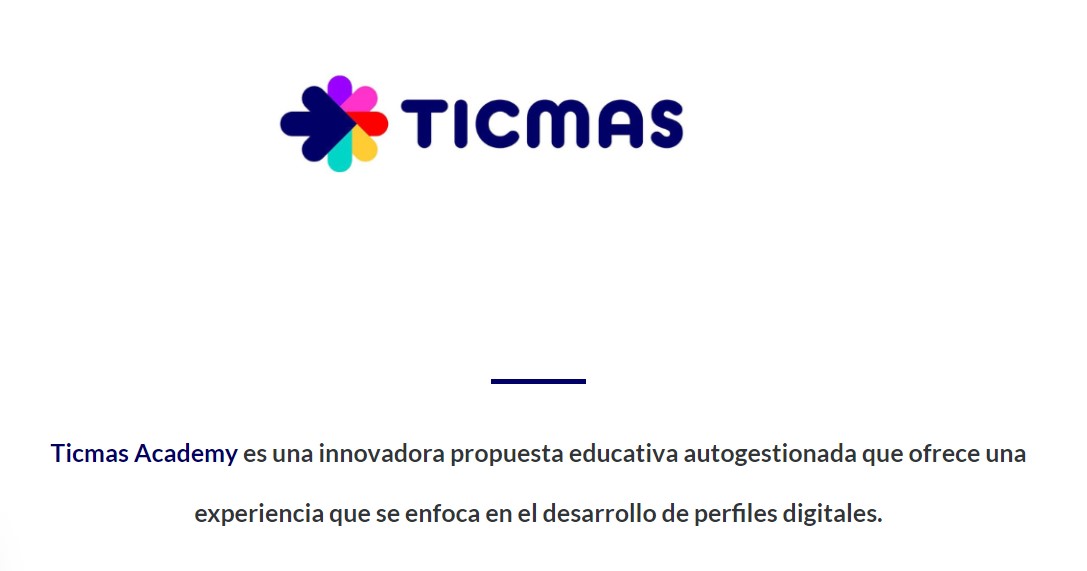 TICMAS
Ticmas Academy es una innovadora propuesta educativa autogestionada que ofrece una
experiencia que se enfoca en el desarrollo de perfiles digitales.